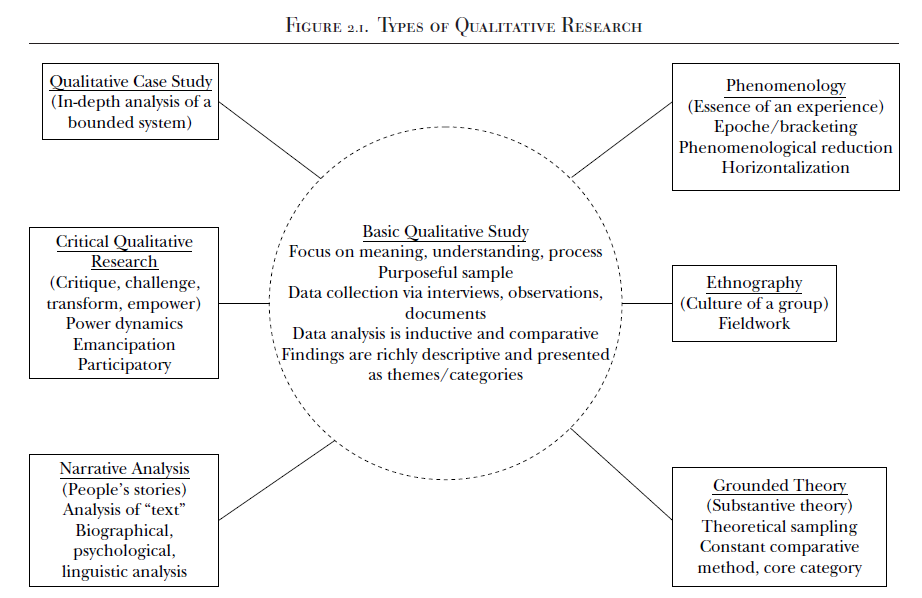 FIGURE 2.1. TYPES OF QUALITATIVE RESEARCH
Qualitative Case Study
(In-depth analysis of a
bounded system)
Phenomenology
(Essence of an experience)
Epoche/bracketing
Phenomenological reduction
Horizontalization
Critical Qualitative
Research
(Critique, challenge,
transform, empower)
Power dynamics
Emancipation
Participatory
Basic Qualitative Study
Focus on meaning, understanding, process
Purposeful sample
Data collection via interviews, observations,
documents
Data analysis is inductive and comparative
Findings are richly descriptive and presented
as themes/categories
Ethnography
(Culture of a group)
Fieldwork
Narrative Analysis
(People's stories)
Analysis of “text”
Biographical,
psychological,
linguistic analysis
Grounded Theory
(Substantive theory)
Theoretical sampling
Constant comparative
method, core category